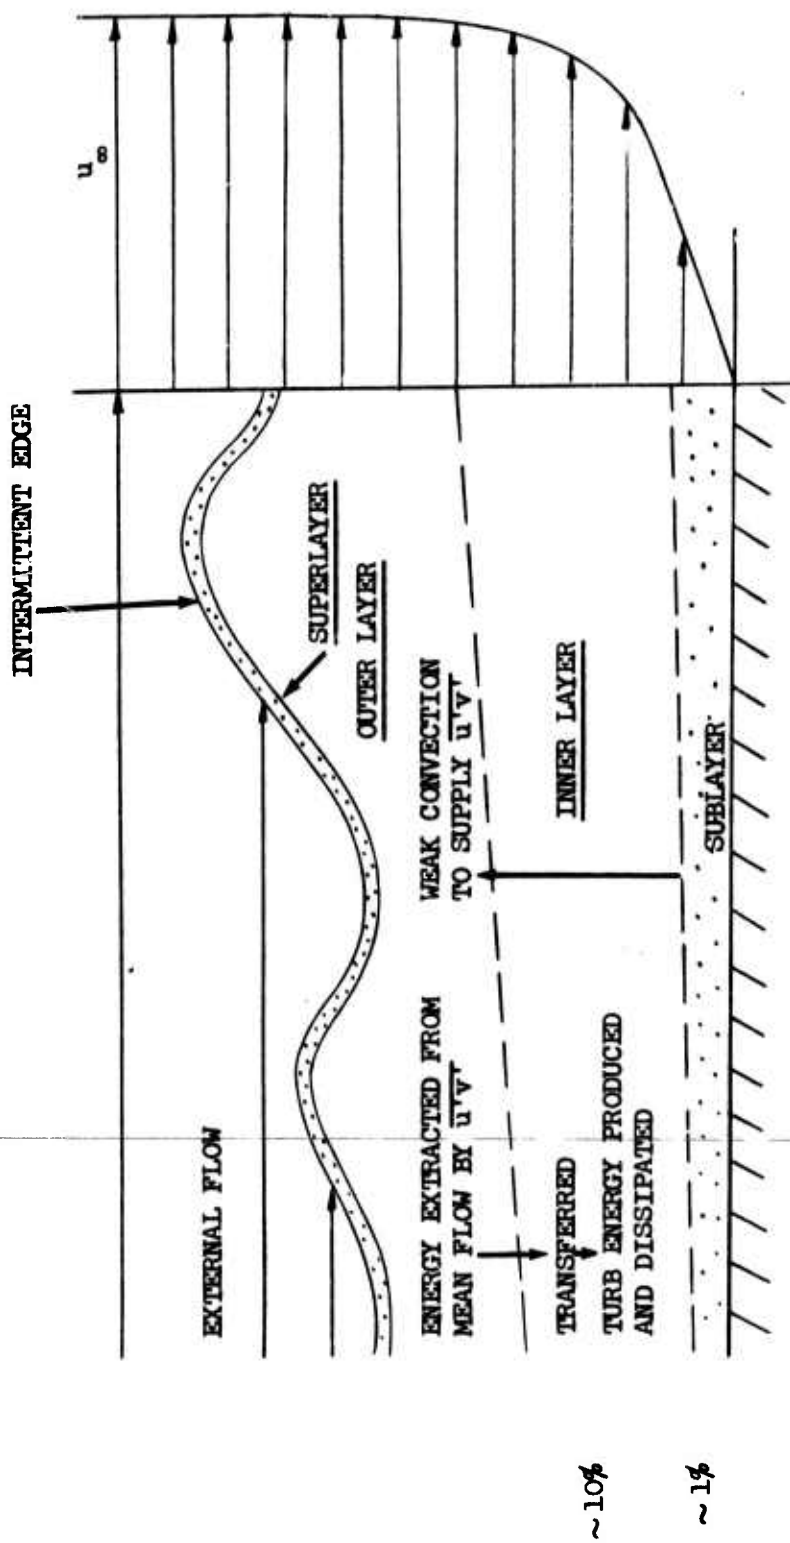 INTERMITTENT EDGE
u∞
EXTERNAL FLOW
SUPERLAYER
OUTER LAYER
ENERGY EXTRACTED FROM
MEAN FLOW BY u'v'
WEAK CONVECTION
TO SUPPLY u'v'
TRANSFERRED
TURB ENERGY PRODUCED
AND DISSIPATED
INNER LAYER
SUBLAYER
~10%
~1%